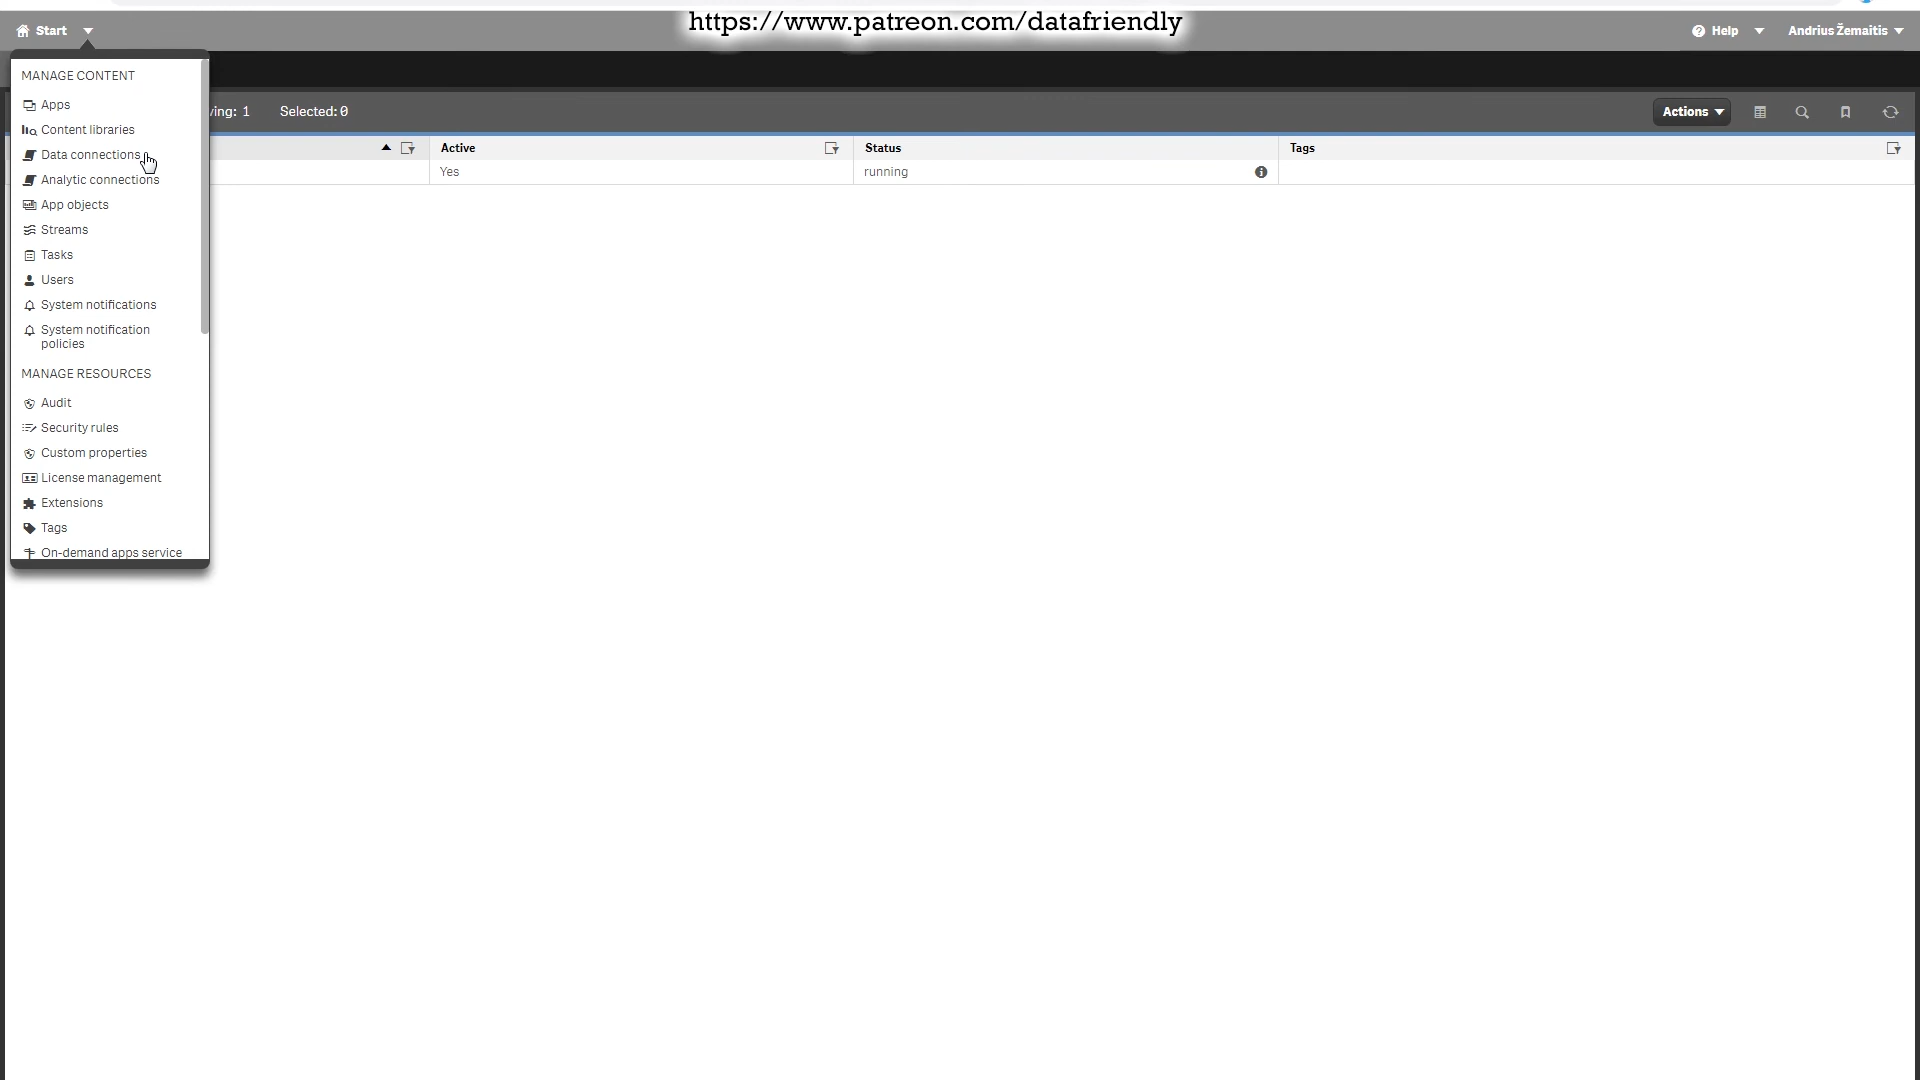 https://www.patreon.com/datafriendly
Start
Help
Andrius Žemaitis
MANAGE CONTENT
Apps
Content libraries
Data connections
Analytic connections
App objects
Streams
Tasks
Users
System notifications
System notification
policies
MANAGE RESOURCES
Audit
Security rules
Custom properties
License management
Extensions
Tags
On-demand apps service
1 Selected: 0
Actions
Active Status Tags
Yes running